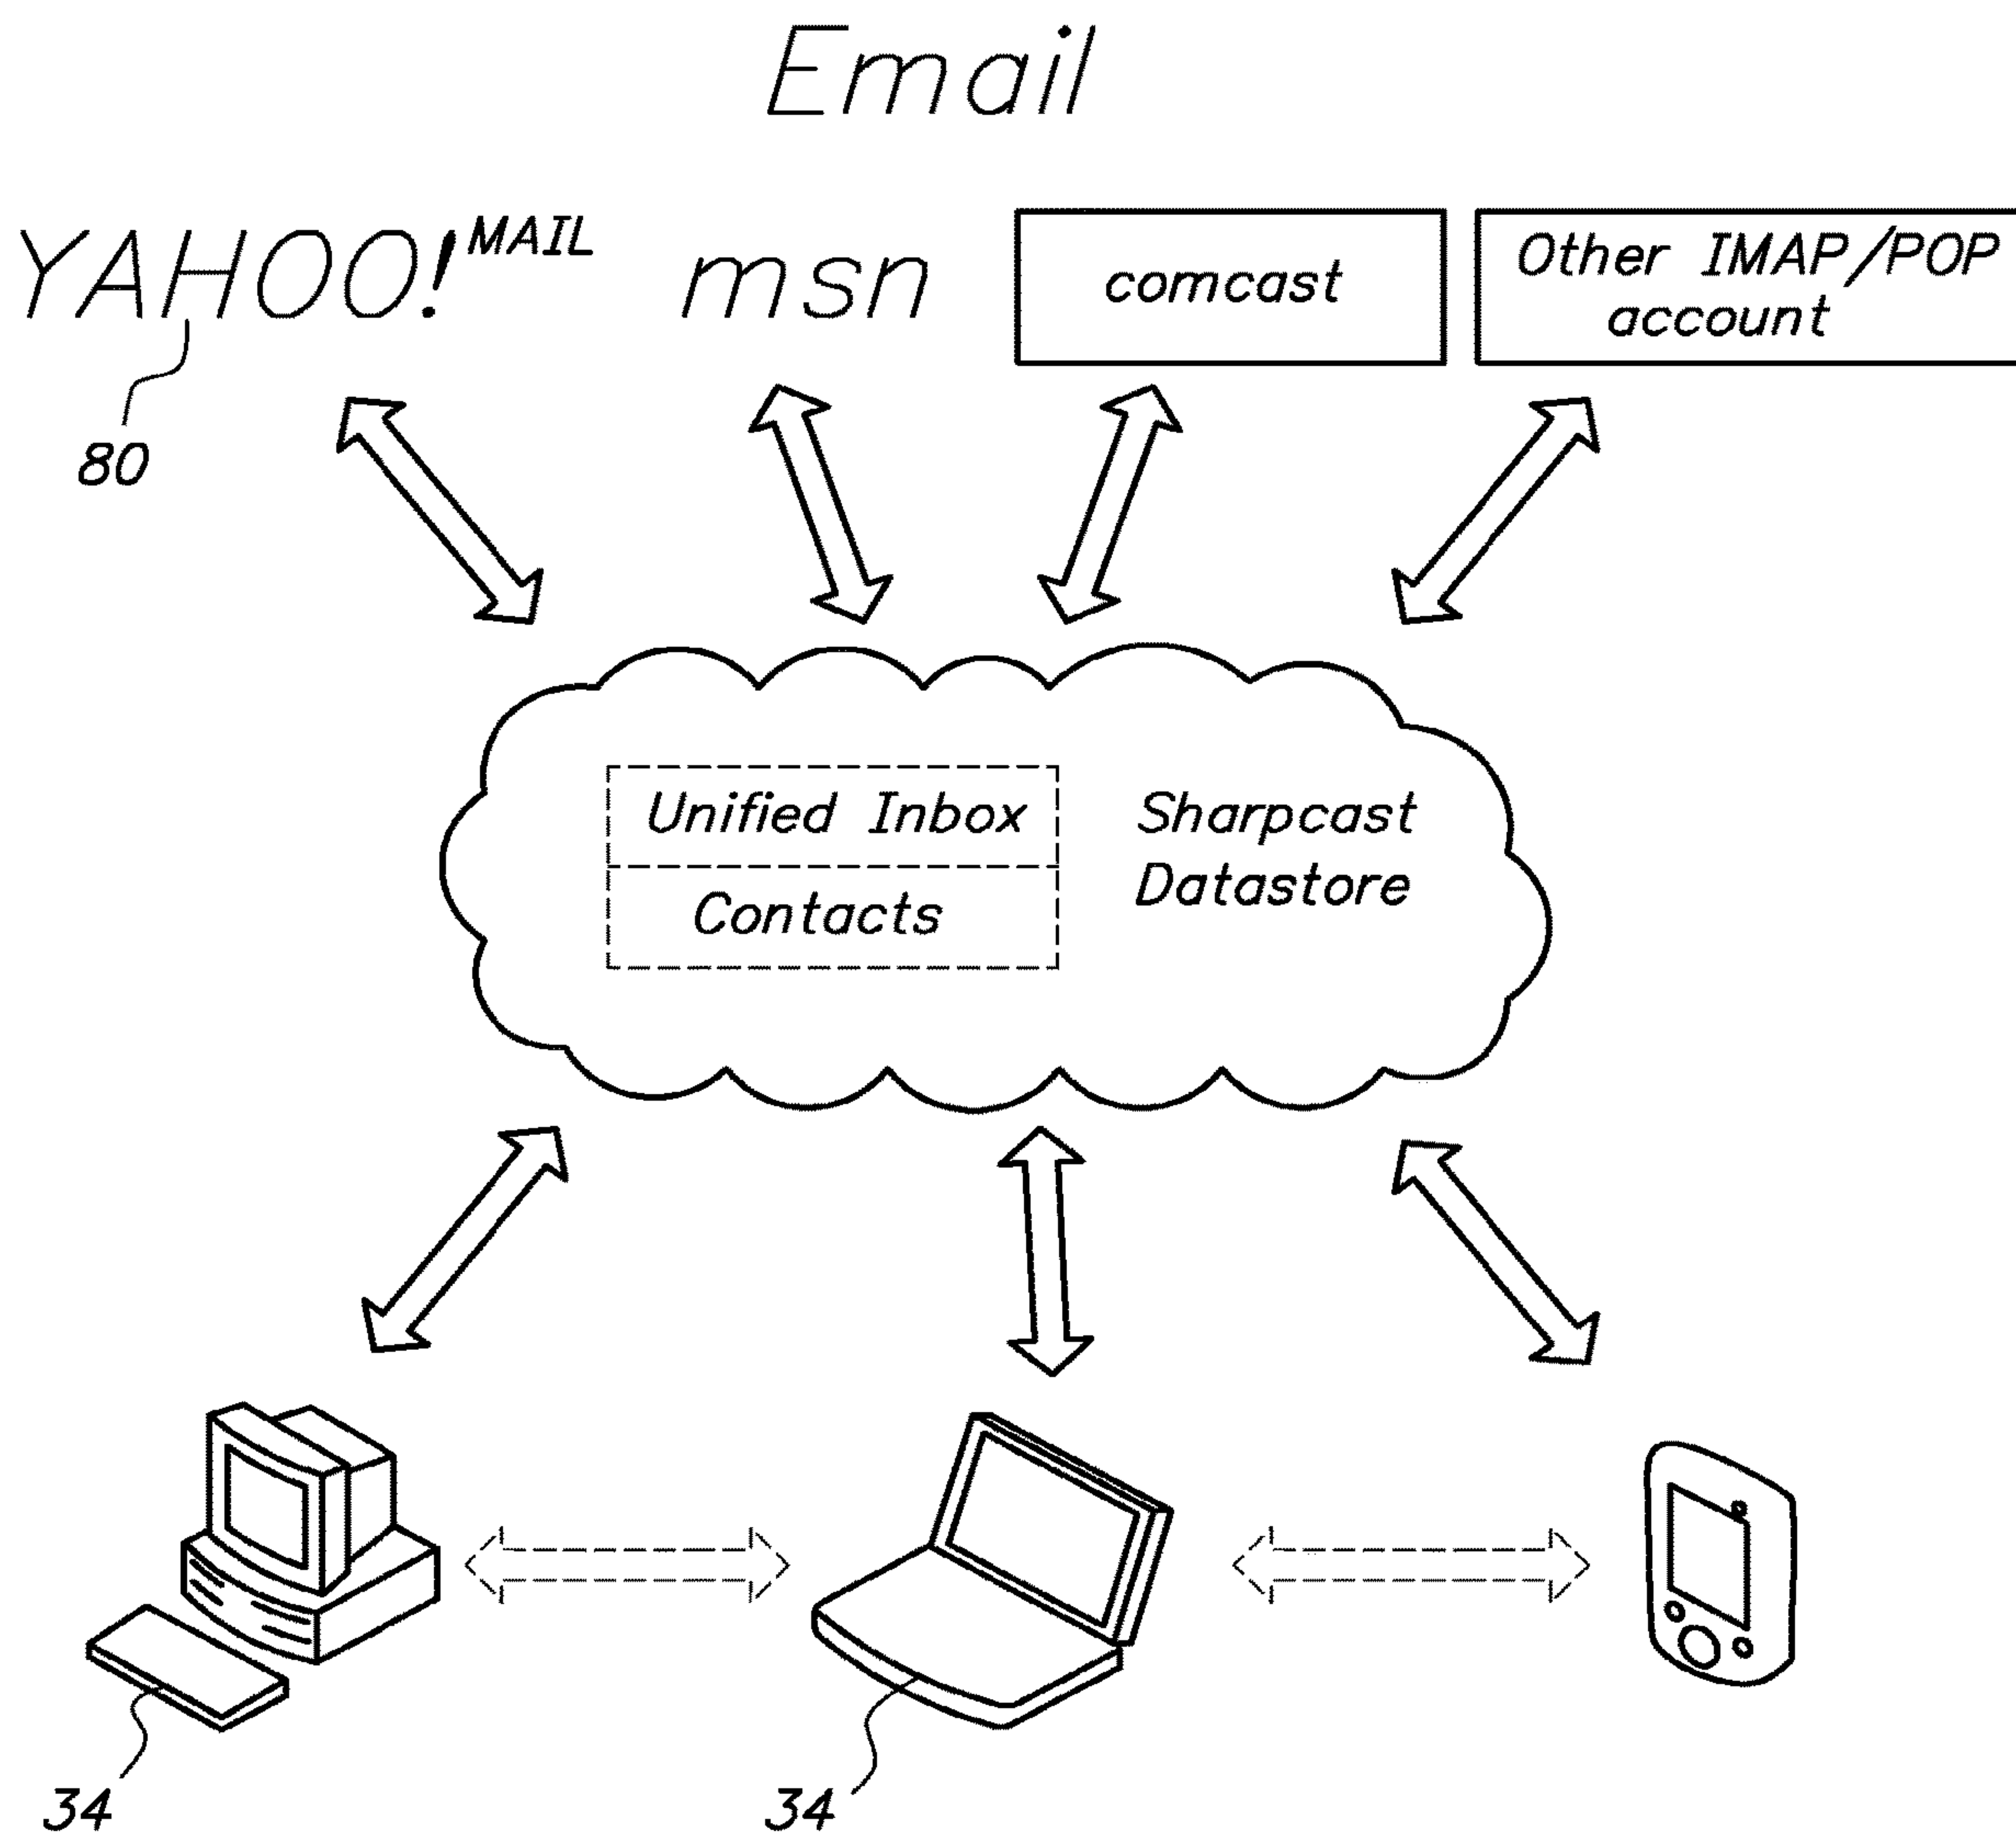 Email
YAHOO! MAIL
msn
comcast
Other IMAP/POP
account
80
Unified Inbox
Contacts
Sharpcast
Datastore
34
34